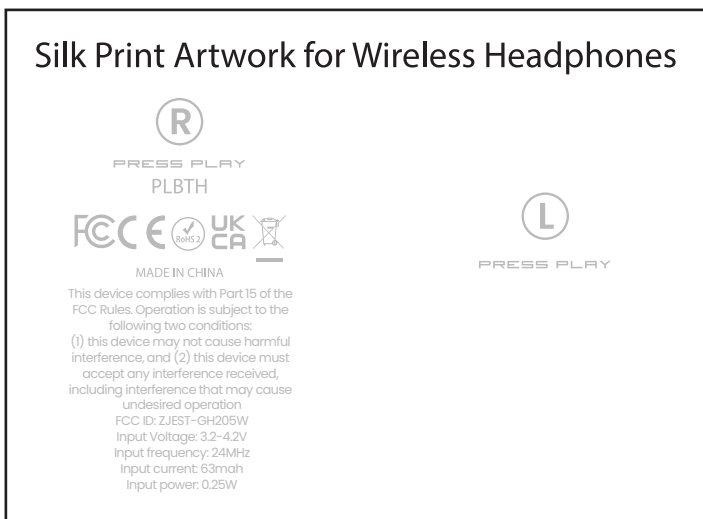 Silk Print Artwork for Wireless Headphones
R
PRESS PLAY
PLBTH
FC CE RoHS 2 UK CA
MADE IN CHINA
This device complies with Part 15 of the
FCC Rules. Operation is subject to the
following two conditions:
(1) this device may not cause harmful
interference, and (2) this device must
accept any interference received,
including interference that may cause
undesired operation
FCC ID: ZJEST-GH205W
Input Voltage: 3.2-4.2V
Input frequency: 24MHz
Input current: 63mah
Input power: 0.25W
L
PRESS PLAY